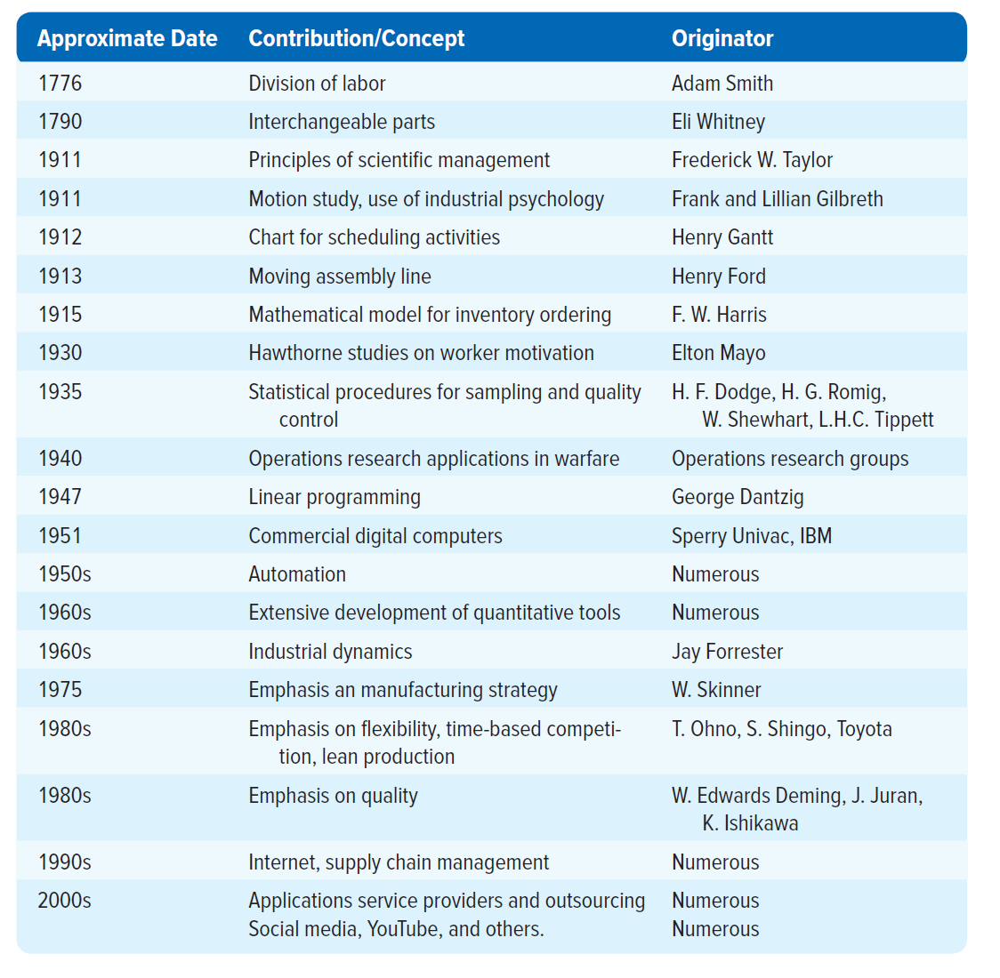 Approximate Date Contribution/Concept Originator
1776 Division of labor Adam Smith
1790 Interchangeable parts Eli Whitney
1911 Principles of scientific management Frederick W. Taylor
1911 Motion study, use of industrial psychology Frank and Lillian Gilbreth
1912 Chart for scheduling activities Henry Gantt
1913 Moving assembly line Henry Ford
1915 Mathematical model for inventory ordering F. W. Harris
1930 Hawthorne studies on worker motivation Elton Mayo
1935 Statistical procedures for sampling and quality H. F. Dodge, H. G. Romig,
control W. Shewhart, L.H.C. Tippett
1940 Operations research applications in warfare Operations research groups
1947 Linear programming George Dantzig
1951 Commercial digital computers Sperry Univac, IBM
1950s Automation Numerous
1960s Extensive development of quantitative tools Numerous
1960s Industrial dynamics Jay Forrester
1975 Emphasis an manufacturing strategy W. Skinner
1980s Emphasis on flexibility, time-based competi- T. Ohno, S. Shingo, Toyota
tion, lean production
1980s Emphasis on quality W. Edwards Deming, J. Juran,
K. Ishikawa
1990s Internet, supply chain management Numerous
2000s Applications service providers and outsourcing Numerous
Social media, YouTube, and others. Numerous